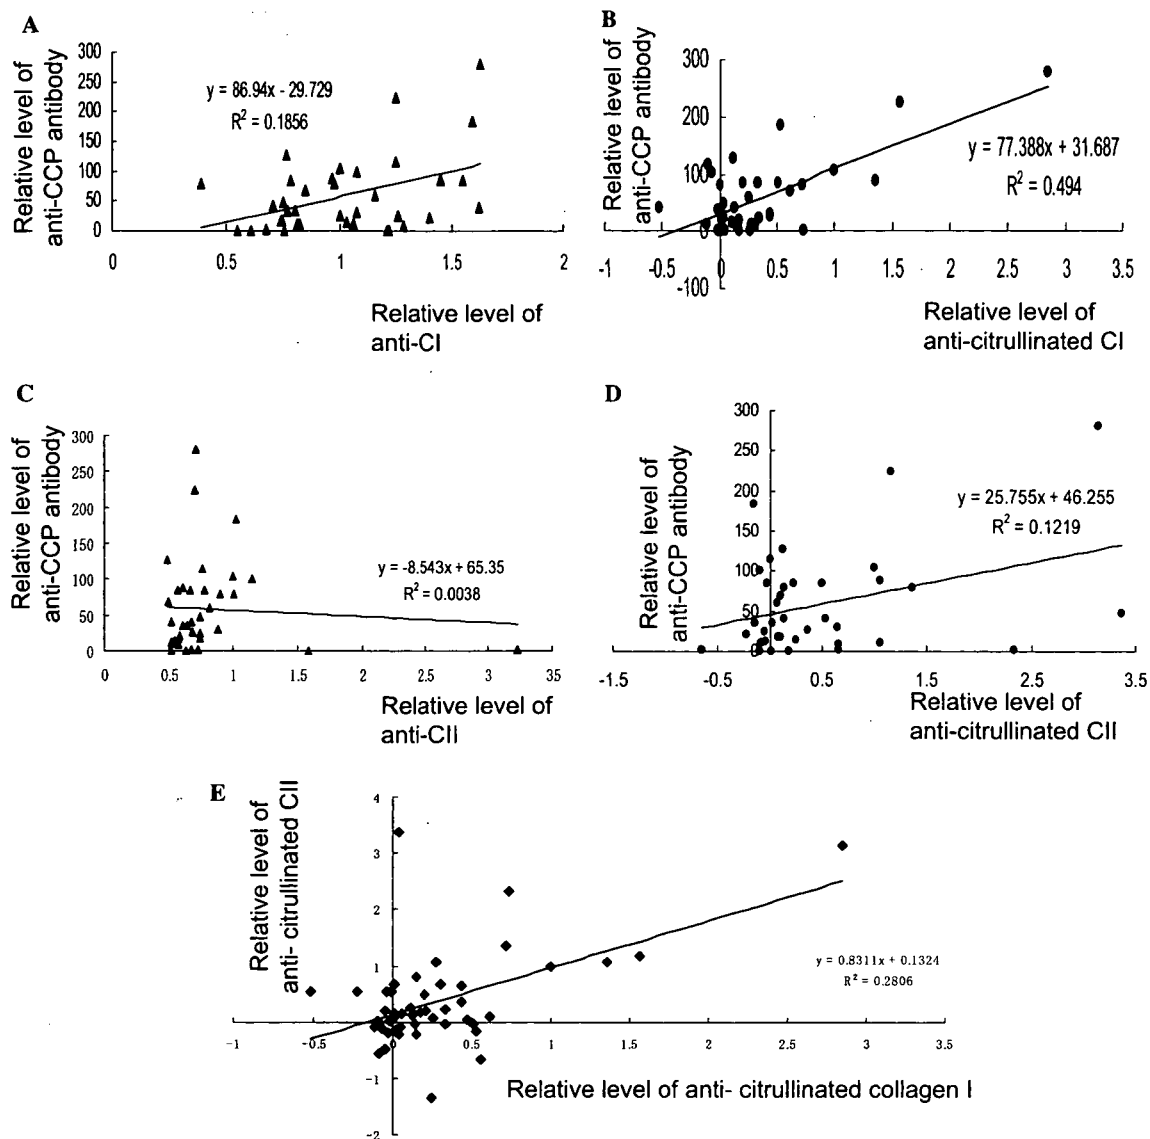 A
Relative level of
anti-CCP antibody
300
250
200
150
100
50
0
y = 86.94x - 29.729
R² = 0.1856
0
0.5
1
1.5
2
Relative level of
anti-CI
B
Relative level of
anti-CCP antibody
300
200
100
0
-100
y = 77.388x + 31.687
R² = 0.494
-1
-0.5
0
0.5
1
1.5
2
2.5
3
3.5
Relative level of
anti-citrullinated CI
C
Relative level of
anti-CCP antibody
300
250
200
150
100
50
0
y = -8.543x + 65.35
R² = 0.0038
0
0.5
1
1.5
2
2.5
3
35
Relative level of
anti-CII
D
Relative level of
anti-CCP antibody
300
250
200
150
100
50
0
y = 25.755x + 46.255
R² = 0.1219
-1.5
-0.5
0.5
1.5
2.5
3.5
Relative level of
anti-citrullinated CII
E
Relative level of
anti- citrullinated CII
4
3
2
1
-1
-2
y = 0.8311x + 0.1324
R² = 0.2806
-1
-0.5
0
0.5
1
1.5
2
2.5
3
3.5
Relative level of anti- citrullinated collagen I